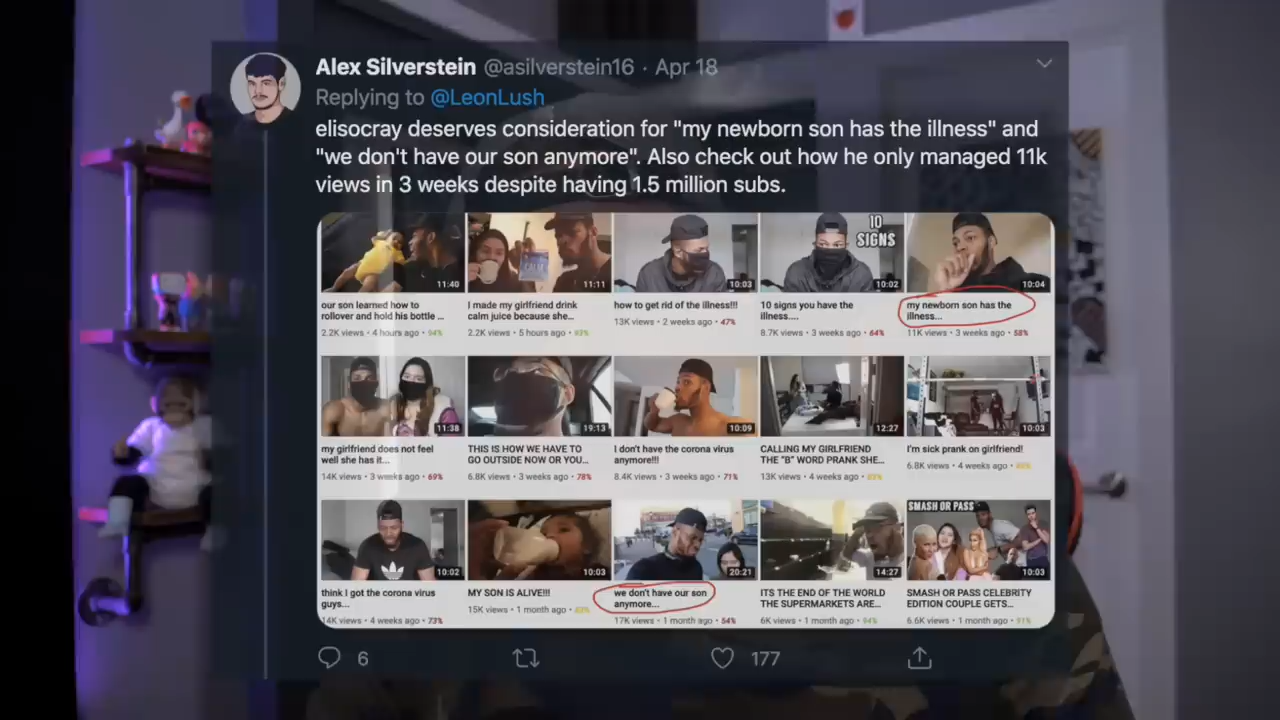 Alex Silverstein @asilverstein16 · Apr 18
Replying to @LeonLush
elisocray deserves consideration for "my newborn son has the illness" and
"we don't have our son anymore". Also check out how he only managed 11k
views in 3 weeks despite having 1.5 million subs.
10
SIGNS
11:40
11:11
10:03
10:02
10:04
our son learned how to
rollover and hold his bottle ...
2.2K views • 4 hours ago • 94%
I made my girlfriend drink
calm juice because she...
2.2K views • 5 hours ago • 93%
how to get rid of the illness!!!
13K views • 2 weeks ago • 47%
10 signs you have the
illness....
8.7K views • 3 weeks ago • 64%
my newborn son has the
illness...
11K views • 3 weeks ago • 58%
11:38
19:13
10:09
12:27
10:03
my girlfriend does not feel
well she has it...
14K views • 3 weeks ago • 69%
THIS IS HOW WE HAVE TO
GO OUTSIDE NOW OR YOU...
6.8K views • 3 weeks ago • 78%
I don't have the corona virus
anymore!!!
8.4K views • 3 weeks ago • 71%
CALLING MY GIRLFRIEND
THE "B" WORD PRANK SHE...
13K views • 4 weeks ago
I'm sick prank on girlfriend!
6.8K views • 4 weeks ago
SMASH OR PASS
10:02
10:03
20:21
14:27
10:03
think I got the corona virus
guys...
14K views • 4 weeks ago • 73%
MY SON IS ALIVE!!!
15K views • 1 month ago
we don't have our son
anymore...
17K views • 1 month ago • 54%
ITS THE END OF THE WORLD
THE SUPERMARKETS ARE...
6K views • 1 month ago • 94%
SMASH OR PASS CELEBRITY
EDITION COUPLE GETS...
6.6K views • 1 month ago • 91%
6
177